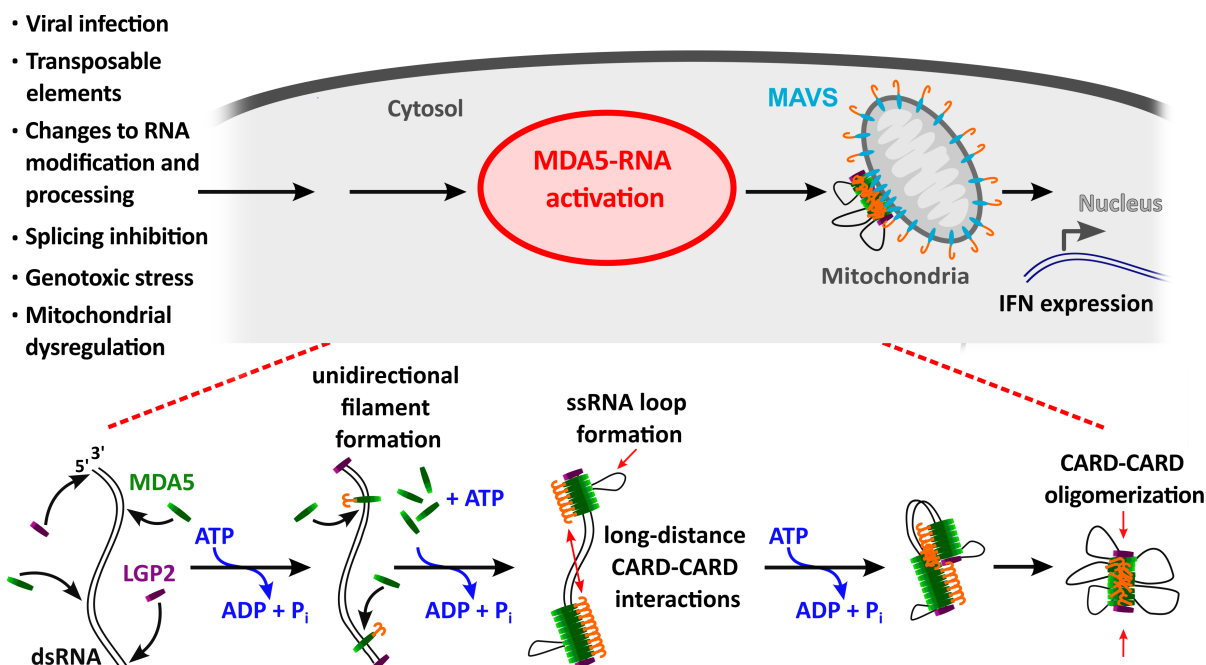 • Viral infection
• Transposable
elements
• Changes to RNA
modification and
processing
• Splicing inhibition
• Genotoxic stress
• Mitochondrial
dysregulation
Cytosol
MDA5-RNA
activation
MAVS
Mitochondria
Nucleus
IFN expression
unidirectional
filament
formation
ssRNA loop
formation
CARD-CARD
oligomerization
5' 3'
MDA5
LGP2
dsRNA
ATP
ADP + Pi
+ ATP
ADP + Pi
long-distance
CARD-CARD
interactions
ATP
ADP + Pi